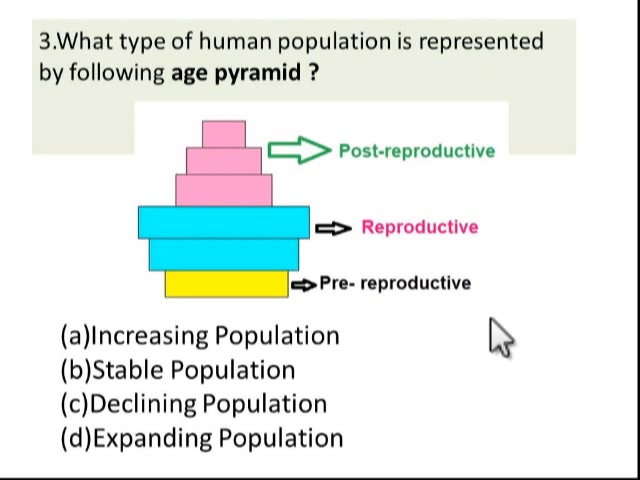 3.What type of human population is represented
by following age pyramid ?
Post-reproductive
Reproductive
Pre- reproductive
(a)Increasing Population
(b)Stable Population
(c)Declining Population
(d)Expanding Population